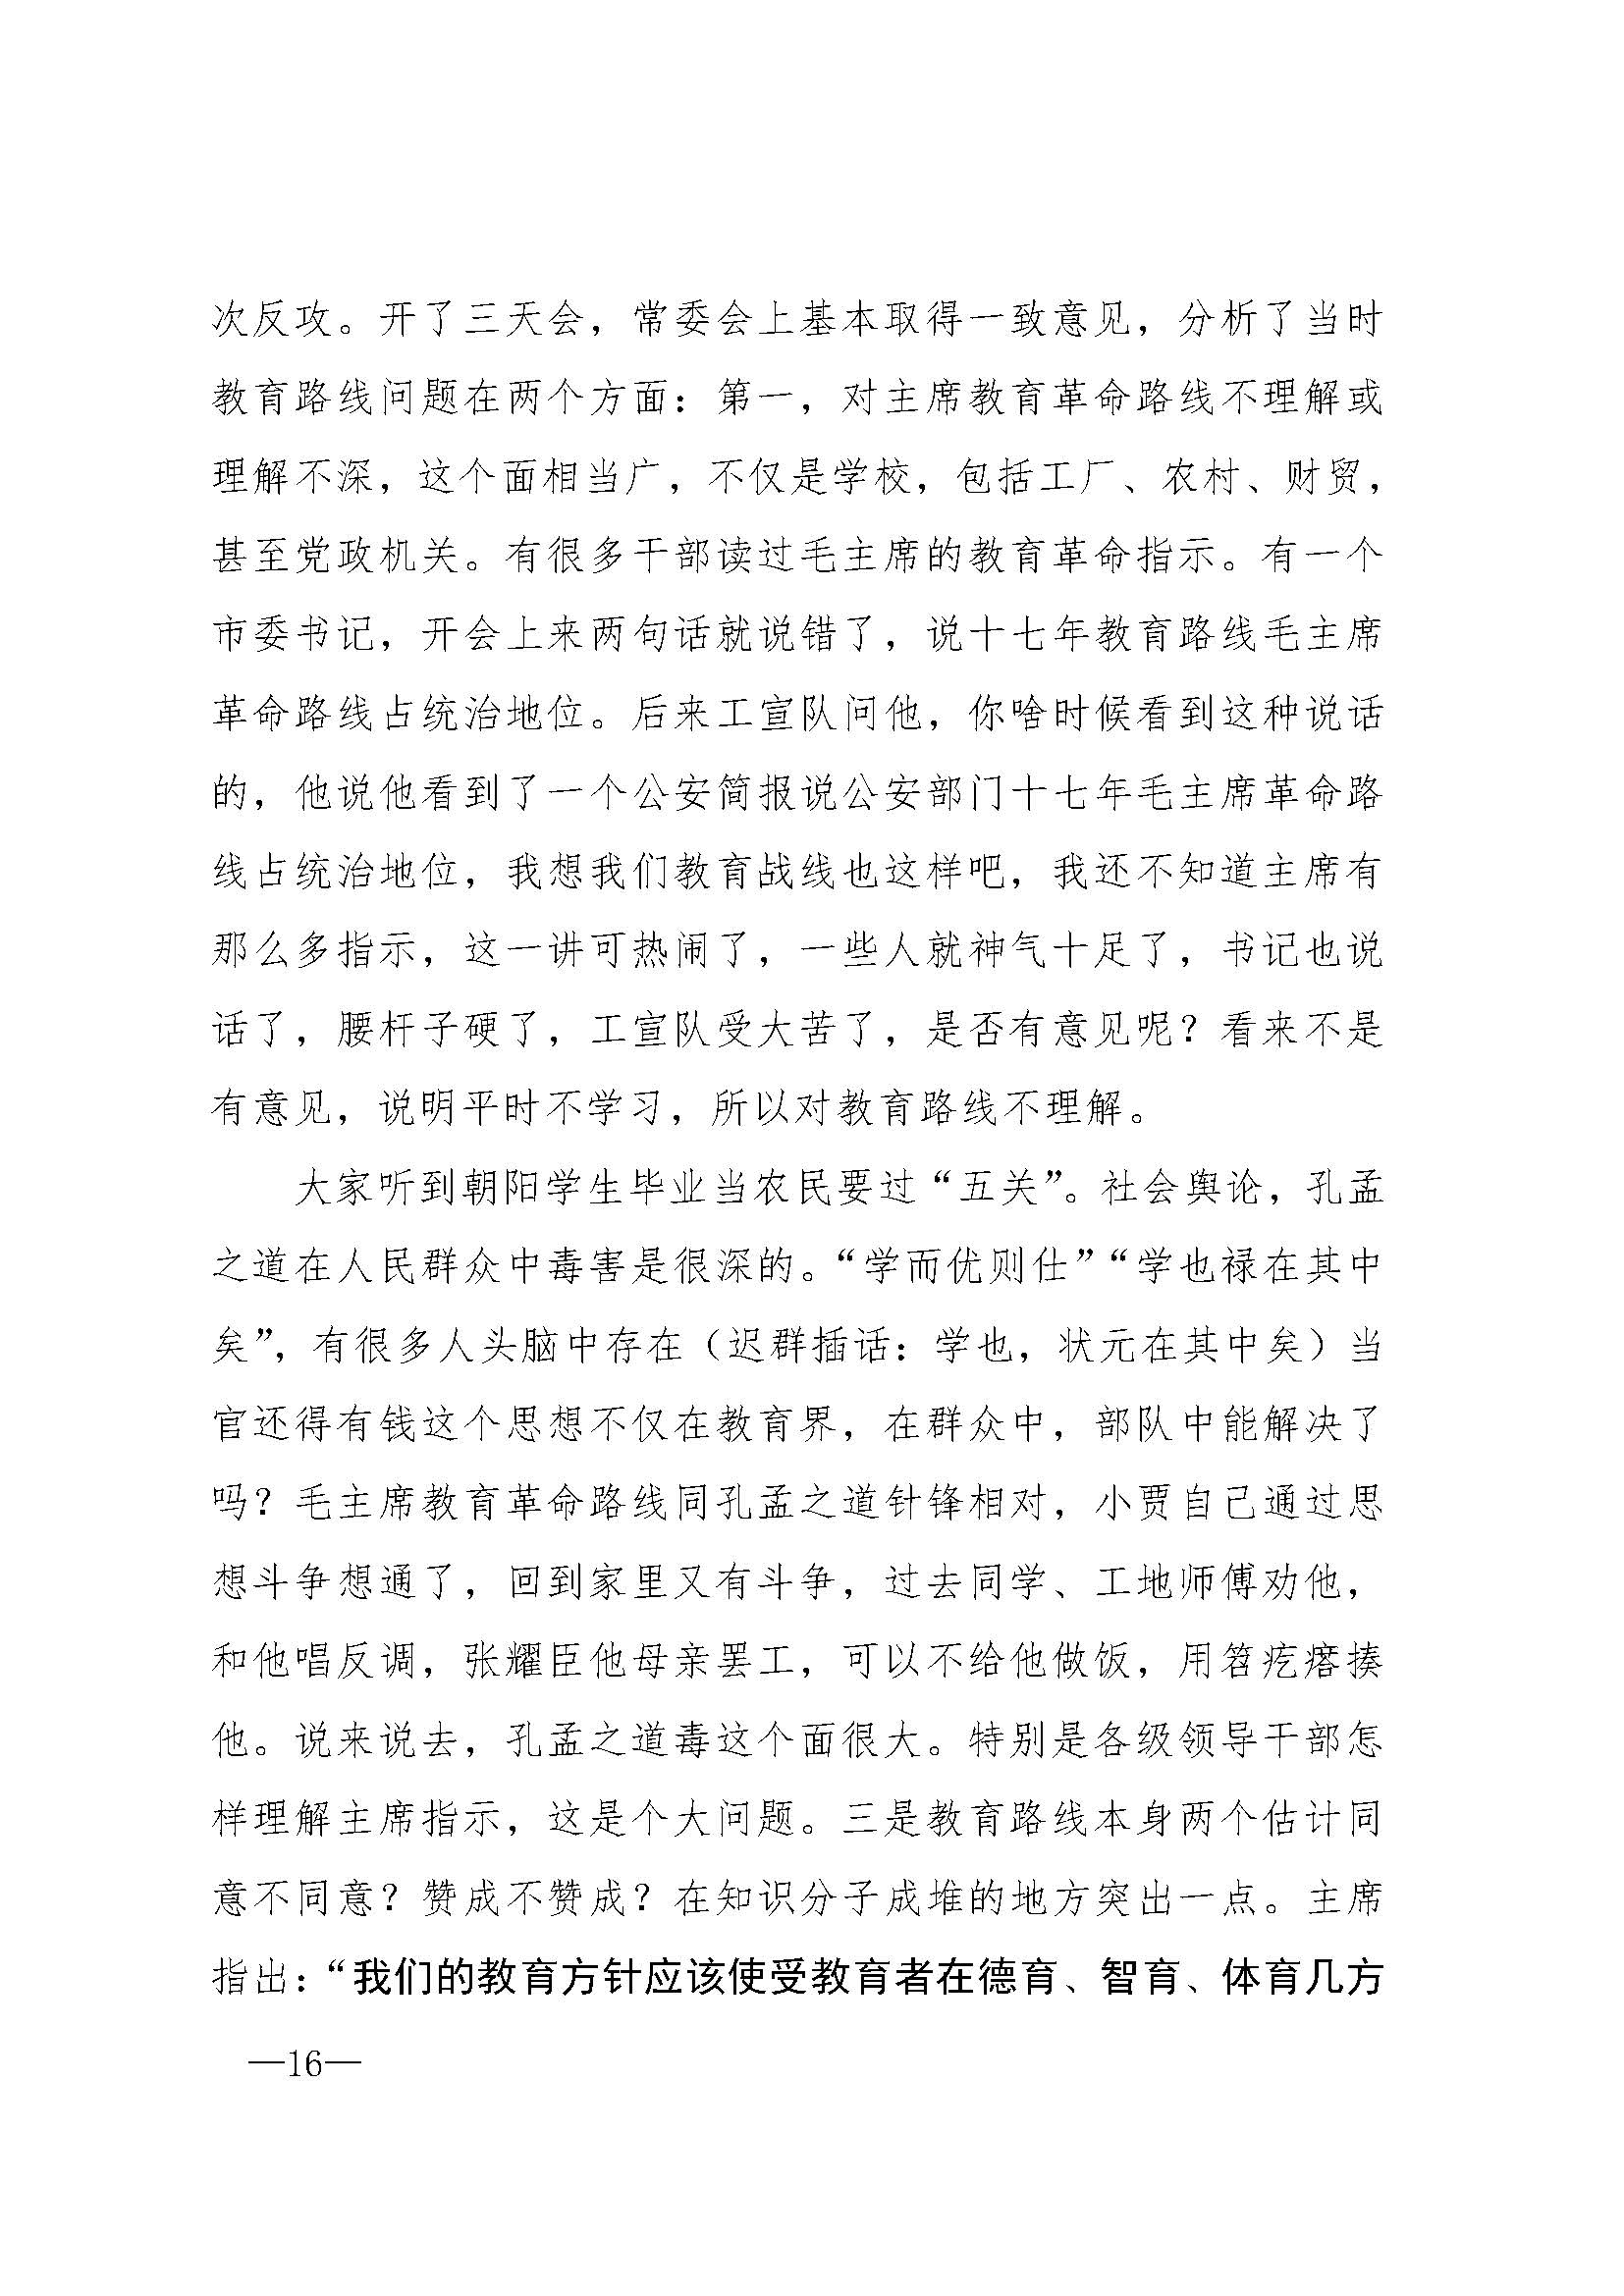 次反攻。开了三天会，常委会上基本取得一致意见，分析了当时
教育路线问题在两个方面：第一，对主席教育革命路线不理解或
理解不深，这个面相当广，不仅是学校，包括工厂、农村、财贸，
甚至党政机关。有很多干部读过毛主席的教育革命指示。有一个
市委书记，开会上来两句话就说错了，说十七年教育路线毛主席
革命路线占统治地位。后来工宣队问他，你啥时候看到这种说话
的，他说他看到了一个公安简报说公安部门十七年毛主席革命路
线占统治地位，我想我们教育战线也这样吧，我还不知道主席有
那么多指示，这一讲可热闹了，一些人就神气十足了，书记也说
话了，腰杆子硬了，工宣队受大苦了，是否有意见呢？看来不是
有意见，说明平时不学习，所以对教育路线不理解。
大家听到朝阳学生毕业当农民要过“五关”。社会舆论，孔孟
之道在人民群众中毒害是很深的。“学而优则仕”“学也禄在其中
矣”，有很多人头脑中存在（迟群插话：学也，状元在其中矣）当
官还得有钱这个思想不仅在教育界，在群众中，部队中能解决了
吗？毛主席教育革命路线同孔孟之道针锋相对，小贾自己通过思
想斗争想通了，回到家里又有斗争，过去同学、工地师傅劝他，
和他唱反调，张耀臣他母亲罢工，可以不给他做饭，用笤疙瘩揍
他。说来说去，孔孟之道毒这个面很大。特别是各级领导干部怎
样理解主席指示，这是个大问题。三是教育路线本身两个估计同
意不同意？赞成不赞成？在知识分子成堆的地方突出一点。主席
指出：“我们的教育方针应该使受教育者在德育、智育、体育几方
—16—